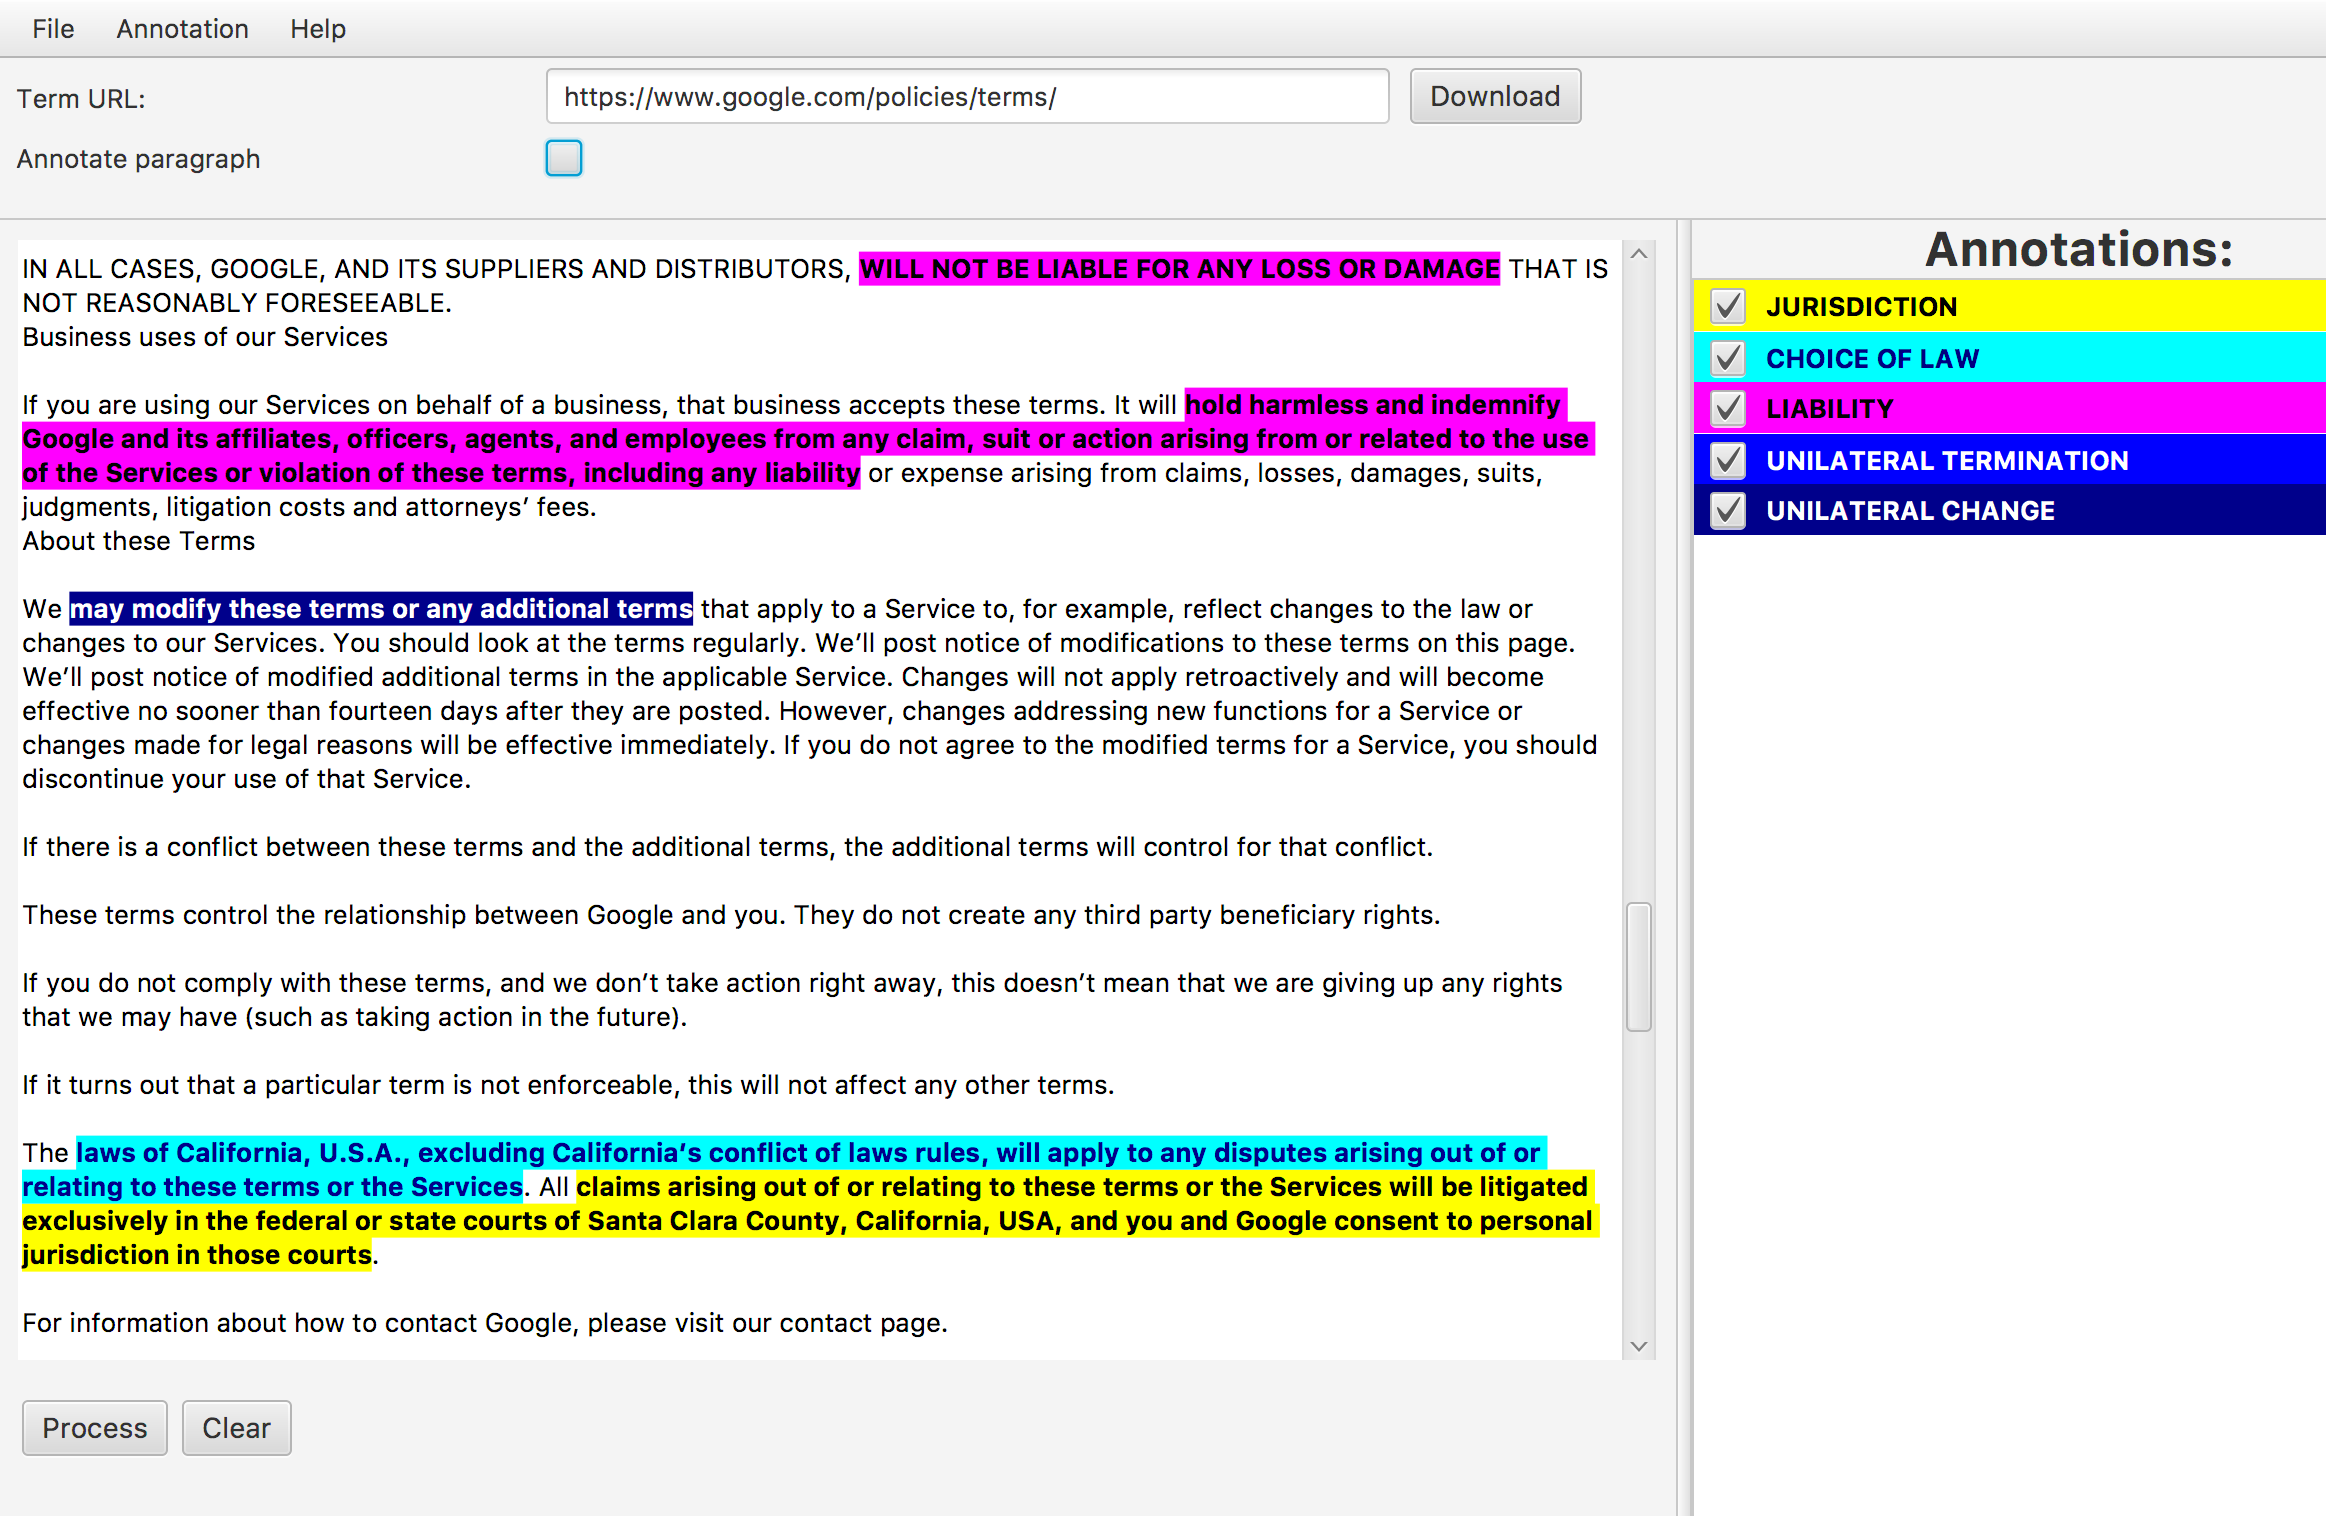 File Annotation Help
Term URL: https://www.google.com/policies/terms/ Download
Annotate paragraph
IN ALL CASES, GOOGLE, AND ITS SUPPLIERS AND DISTRIBUTORS, WILL NOT BE LIABLE FOR ANY LOSS OR DAMAGE THAT IS
NOT REASONABLY FORESEEABLE.
Business uses of our Services
If you are using our Services on behalf of a business, that business accepts these terms. It will hold harmless and indemnify
Google and its affiliates, officers, agents, and employees from any claim, suit or action arising from or related to the use
of the Services or violation of these terms, including any liability or expense arising from claims, losses, damages, suits,
judgments, litigation costs and attorneys’ fees.
About these Terms
We may modify these terms or any additional terms that apply to a Service to, for example, reflect changes to the law or
changes to our Services. You should look at the terms regularly. We’ll post notice of modifications to these terms on this page.
We’ll post notice of modified additional terms in the applicable Service. Changes will not apply retroactively and will become
effective no sooner than fourteen days after they are posted. However, changes addressing new functions for a Service or
changes made for legal reasons will be effective immediately. If you do not agree to the modified terms for a Service, you should
discontinue your use of that Service.
If there is a conflict between these terms and the additional terms, the additional terms will control for that conflict.
These terms control the relationship between Google and you. They do not create any third party beneficiary rights.
If you do not comply with these terms, and we don’t take action right away, this doesn’t mean that we are giving up any rights
that we may have (such as taking action in the future).
If it turns out that a particular term is not enforceable, this will not affect any other terms.
The laws of California, U.S.A., excluding California’s conflict of laws rules, will apply to any disputes arising out of or
relating to these terms or the Services. All claims arising out of or relating to these terms or the Services will be litigated
exclusively in the federal or state courts of Santa Clara County, California, USA, and you and Google consent to personal
jurisdiction in those courts.
For information about how to contact Google, please visit our contact page.
Process Clear
Annotations:
JURISDICTION
CHOICE OF LAW
LIABILITY
UNILATERAL TERMINATION
UNILATERAL CHANGE